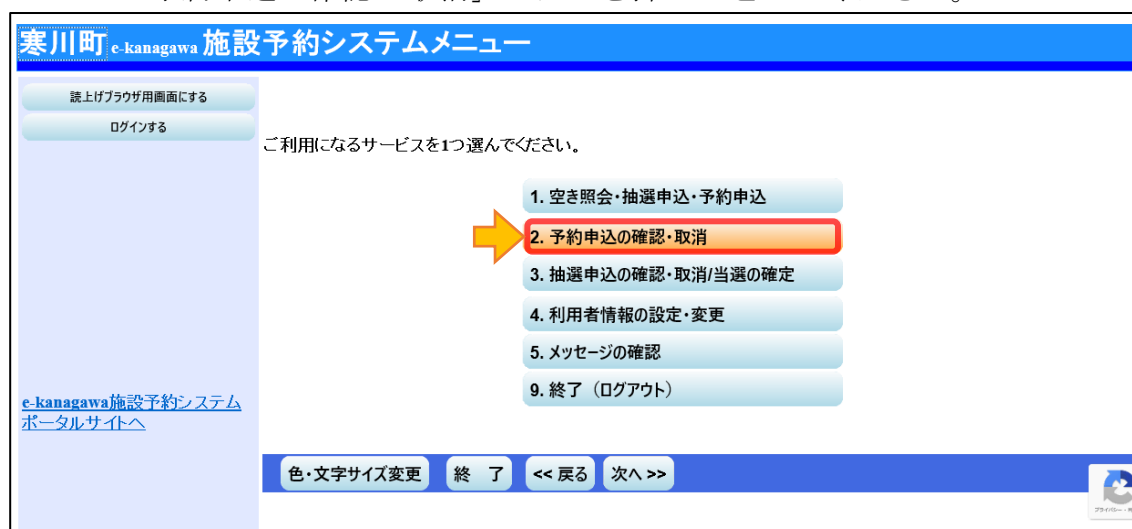 寒川町 e-kanagawa 施設予約システムメニュー
読上げブラウザ用画面にする
ログインする
ご利用になるサービスを1つ選んでください。
1. 空き照会・抽選申込・予約申込
2. 予約申込の確認・取消
3. 抽選申込の確認・取消/当選の確定
4. 利用者情報の設定・変更
5. メッセージの確認
9. 終了（ログアウト）
e-kanagawa施設予約システム
ポータルサイトへ
色・文字サイズ変更 終 了 << 戻る 次へ >>